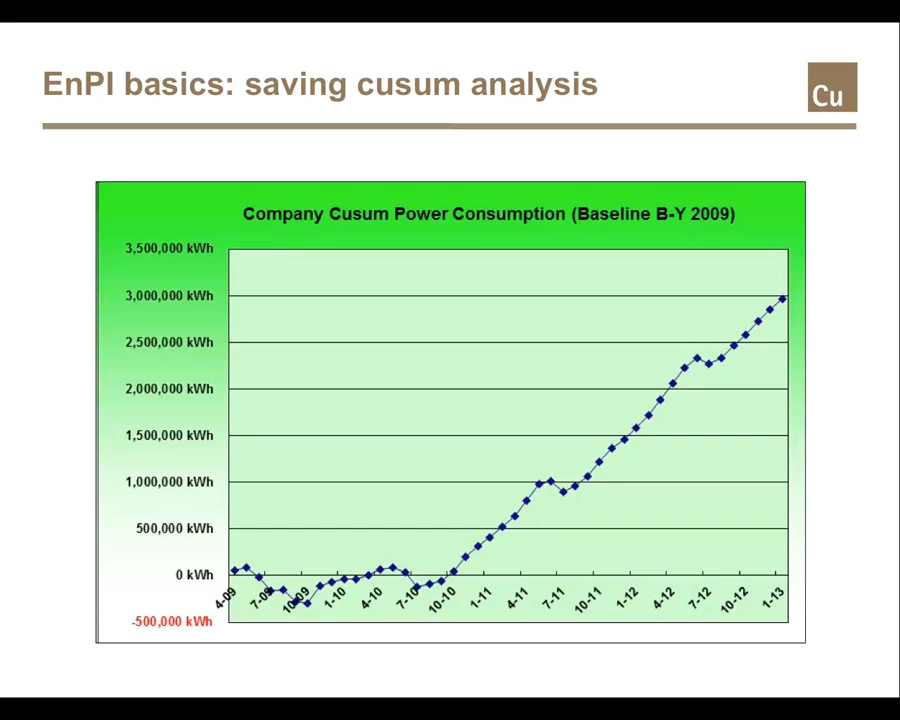 EnPI basics: saving cusum analysis
Cu
Company Cusum Power Consumption (Baseline B-Y 2009)
3,500,000 kWh
3,000,000 kWh
2,500,000 kWh
2,000,000 kWh
1,500,000 kWh
1,000,000 kWh
500,000 kWh
0 kWh
-500,000 kWh
4-09 7-09 10-09 1-10 4-10 7-10 10-10 1-11 4-11 7-11 10-11 1-12 4-12 7-12 10-12 1-13